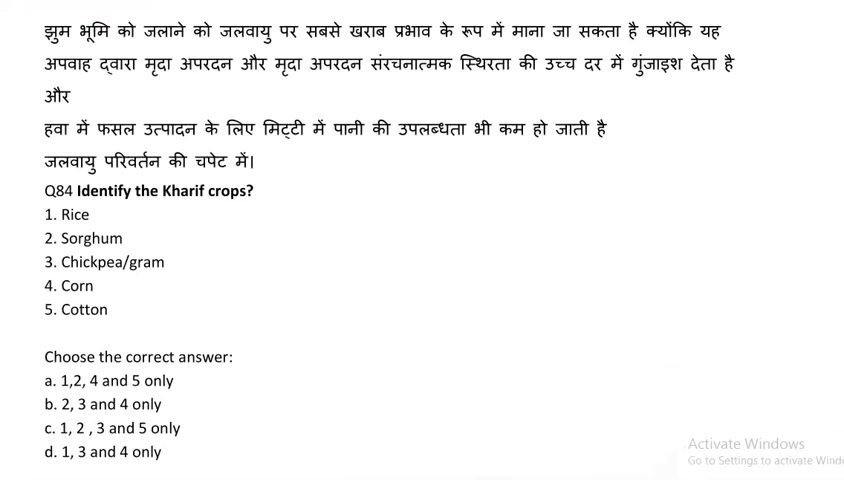 झुम भूमि को जलाने को जलवायु पर सबसे खराब प्रभाव के रूप में माना जा सकता है क्योंकि यह
अपवाह द्वारा मृदा अपरदन और मृदा अपरदन संरचनात्मक स्थिरता की उच्च दर में गुंजाइश देता है
और
हवा में फसल उत्पादन के लिए मिट्टी में पानी की उपलब्धता भी कम हो जाती है
जलवायु परिवर्तन की चपेट में।
Q84 Identify the Kharif crops?
1. Rice
2. Sorghum
3. Chickpea/gram
4. Corn
5. Cotton
Choose the correct answer:
a. 1,2, 4 and 5 only
b. 2, 3 and 4 only
c. 1, 2 , 3 and 5 only
d. 1, 3 and 4 only
Activate Windows
Go to Settings to activate Wind